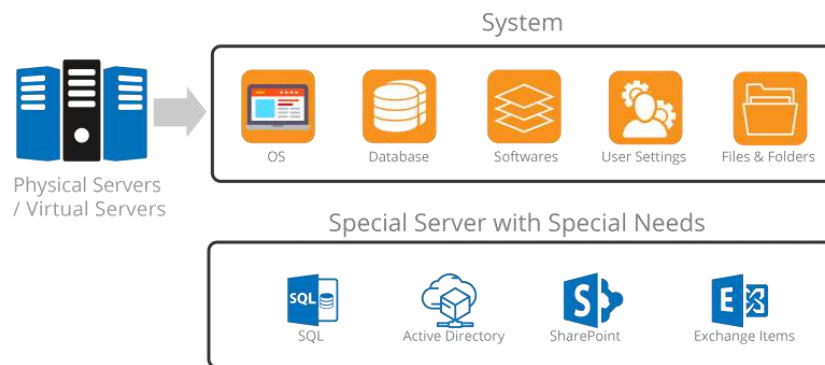 System
OS
Database
Softwares
User Settings
Files & Folders
Physical Servers
/ Virtual Servers
Special Server with Special Needs
SQL
S
E
SQL
Active Directory
SharePoint
Exchange Items